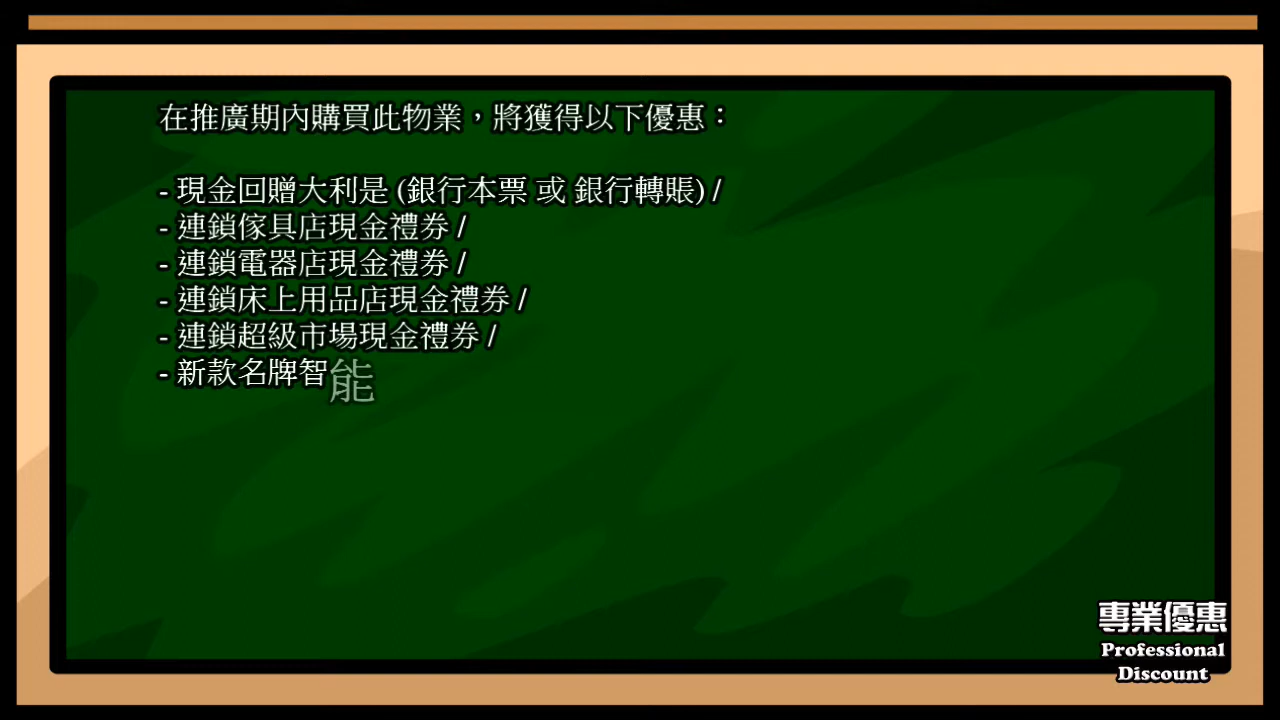 在推廣期內購買此物業，將獲得以下優惠：
- 現金回贈大利是 (銀行本票 或 銀行轉賬) /
- 連鎖傢具店現金禮券 /
- 連鎖電器店現金禮券 /
- 連鎖床上用品店現金禮券 /
- 連鎖超級市場現金禮券 /
- 新款名牌智能
專業優惠
Professional
Discount